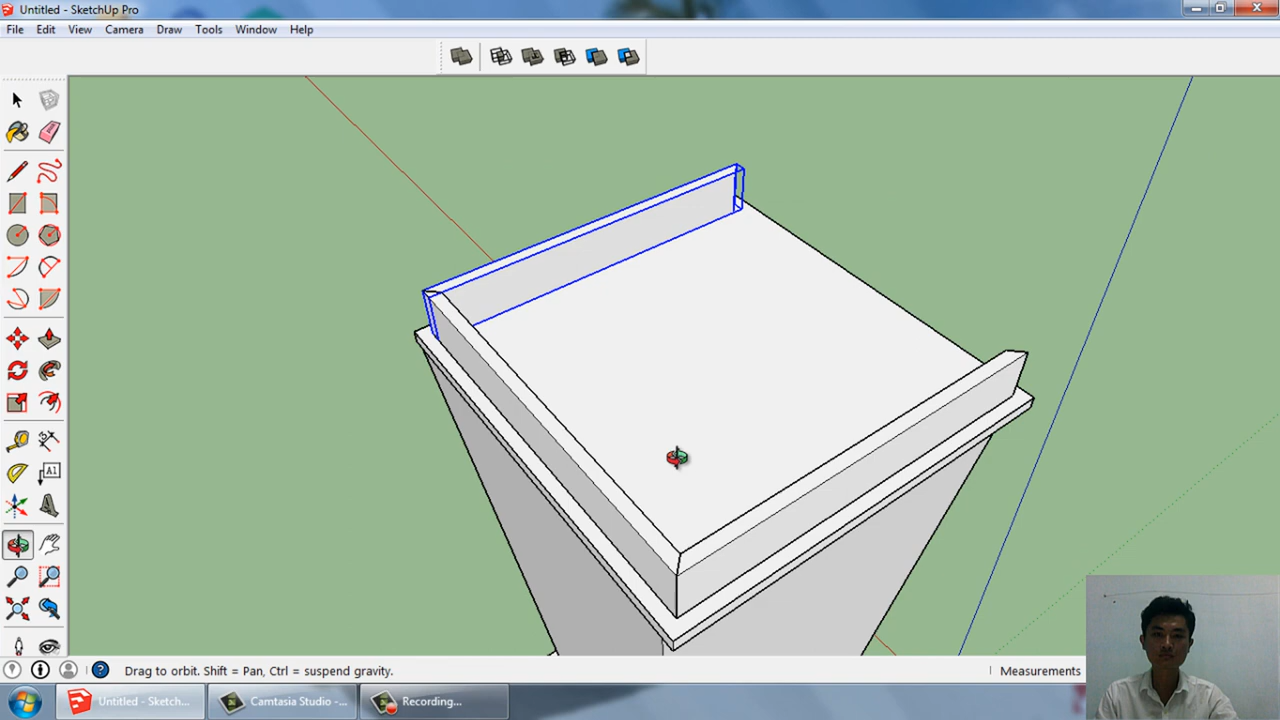 Untitled - SketchUp Pro
File Edit View Camera Draw Tools Window Help
A1
Drag to orbit. Shift = Pan, Ctrl = suspend gravity.
Measurements
Untitled - Sketch...
Camtasia Studio -...
Recording...